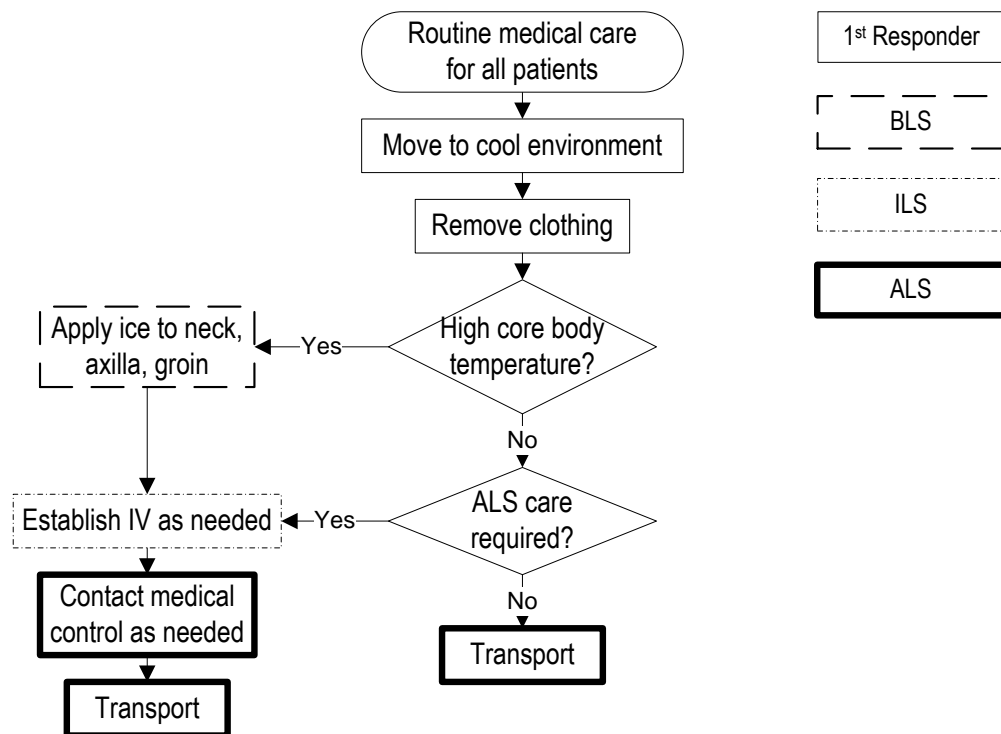 Routine medical care
for all patients
1st Responder
Move to cool environment
BLS
Remove clothing
ILS
High core body
temperature?
Yes
Apply ice to neck,
axilla, groin
ALS
No
ALS care
required?
Yes
Establish IV as needed
No
Contact medical
control as needed
Transport
Transport